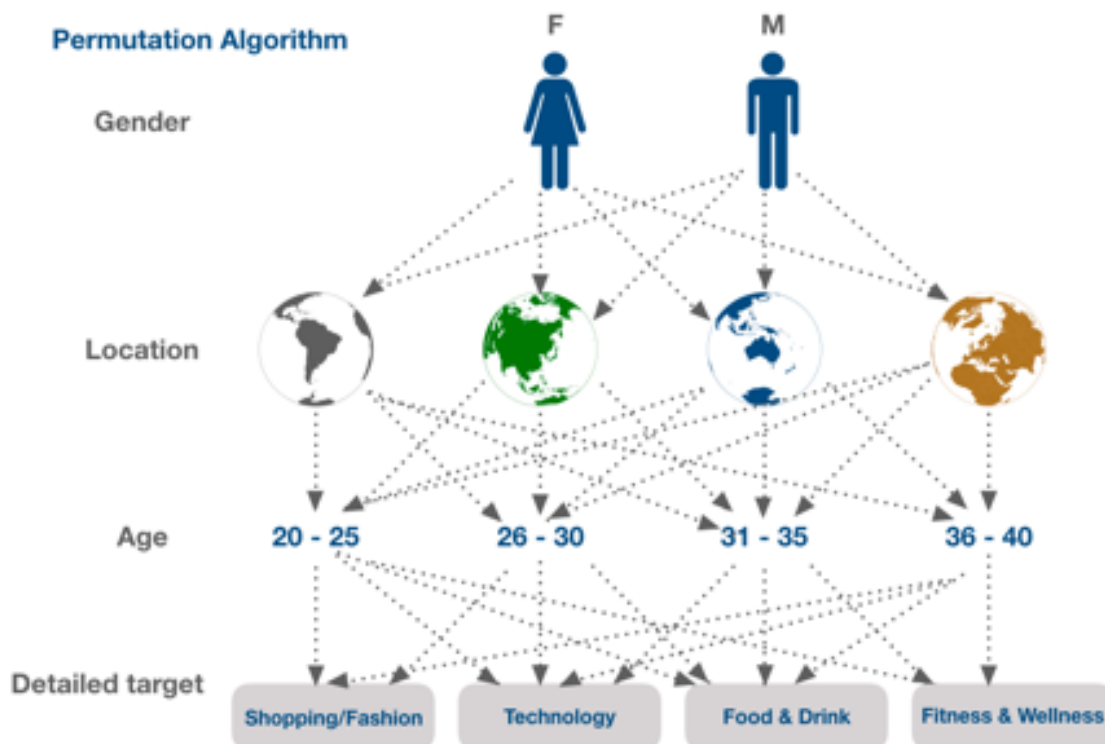 F
M
Permutation Algorithm
Gender
Location
Age
20 - 25
26 - 30
31 - 35
36 - 40
Detailed target
Shopping/Fashion
Technology
Food & Drink
Fitness & Wellness